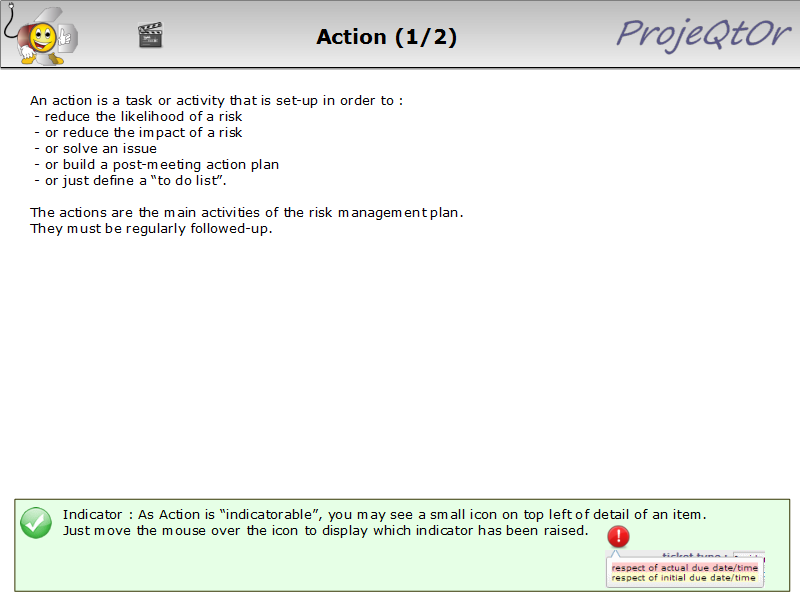 Action (1/2)
ProjeQtOr
An action is a task or activity that is set-up in order to :
- reduce the likelihood of a risk
- or reduce the impact of a risk
- or solve an issue
- or build a post-meeting action plan
- or just define a “to do list”.
The actions are the main activities of the risk management plan.
They must be regularly followed-up.
Indicator : As Action is “indicatorable”, you may see a small icon on top left of detail of an item.
Just move the mouse over the icon to display which indicator has been raised.
ticket type :
respect of actual due date/time
respect of initial due date/time